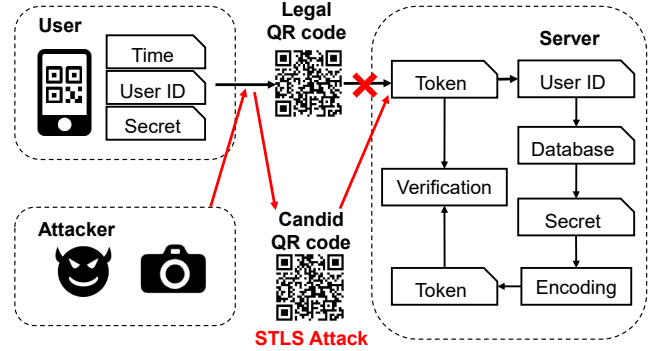 User
Time
User ID
Secret
Legal
QR code
Server
Token
User ID
Database
Verification
Secret
Token
Encoding
Attacker
Candid
QR code
STLS Attack